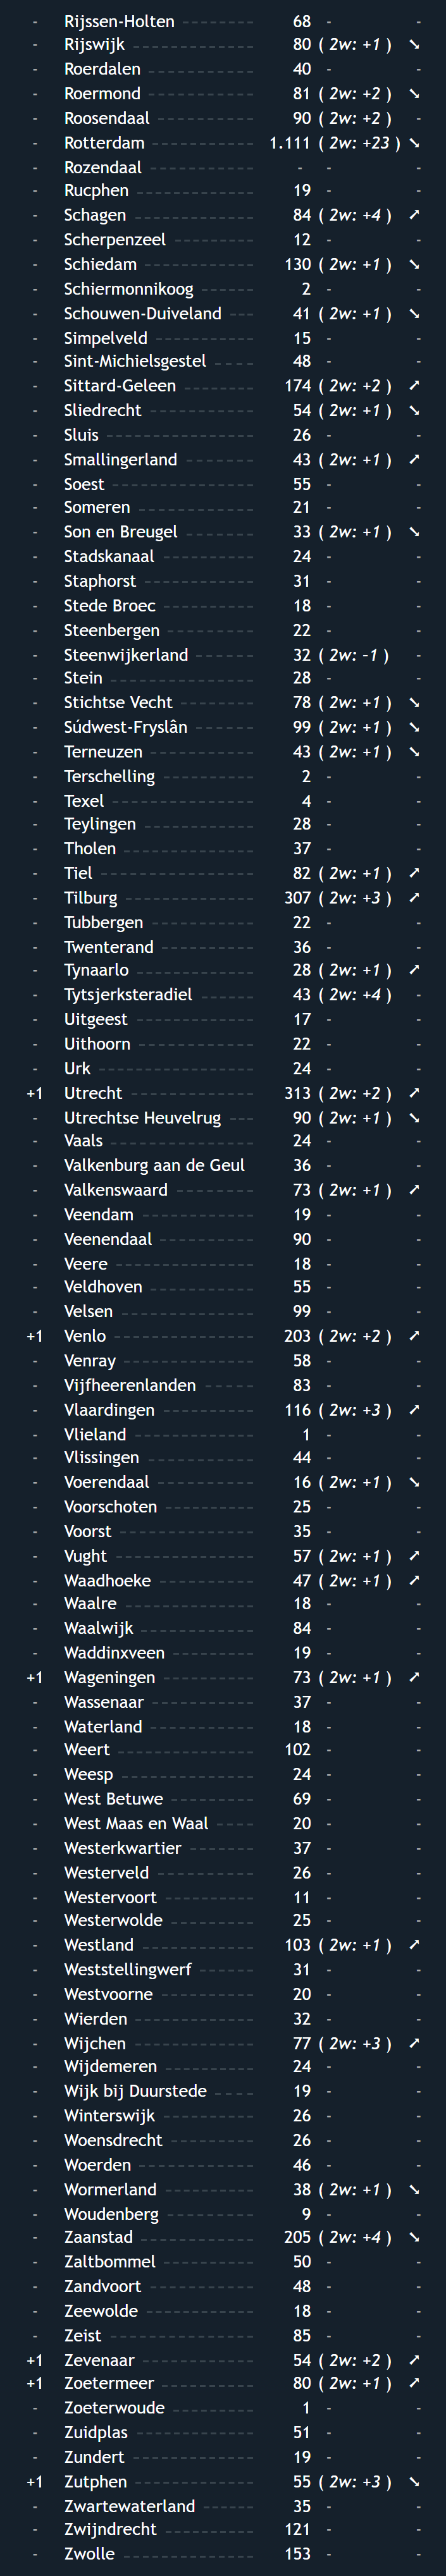 - Rijssen-Holten 68 - -
- Rijswijk 80 ( 2w: +1 ) ➘
- Roerdalen 40 - -
- Roermond 81 ( 2w: +2 ) ➘
- Roosendaal 90 ( 2w: +2 ) -
- Rotterdam 1.111 ( 2w: +23 ) ➘
- Rozendaal - - -
- Rucphen 19 - -
- Schagen 84 ( 2w: +4 ) ➚
- Scherpenzeel 12 - -
- Schiedam 130 ( 2w: +1 ) ➘
- Schiermonnikoog 2 - -
- Schouwen-Duiveland 41 ( 2w: +1 ) ➘
- Simpelveld 15 - -
- Sint-Michielsgestel 48 - -
- Sittard-Geleen 174 ( 2w: +2 ) ➚
- Sliedrecht 54 ( 2w: +1 ) ➘
- Sluis 26 - -
- Smallingerland 43 ( 2w: +1 ) ➚
- Soest 55 - -
- Someren 21 - -
- Son en Breugel 33 ( 2w: +1 ) ➘
- Stadskanaal 24 - -
- Staphorst 31 - -
- Stede Broec 18 - -
- Steenbergen 22 - -
- Steenwijkerland 32 ( 2w: -1 ) -
- Stein 28 - -
- Stichtse Vecht 78 ( 2w: +1 ) ➘
- Súdwest-Fryslân 99 ( 2w: +1 ) ➘
- Terneuzen 43 ( 2w: +1 ) ➘
- Terschelling 2 - -
- Texel 4 - -
- Teylingen 28 - -
- Tholen 37 - -
- Tiel 82 ( 2w: +1 ) ➚
- Tilburg 307 ( 2w: +3 ) ➚
- Tubbergen 22 - -
- Twenterand 36 - -
- Tynaarlo 28 ( 2w: +1 ) ➚
- Tytsjerksteradiel 43 ( 2w: +4 ) -
- Uitgeest 17 - -
- Uithoorn 22 - -
- Urk 24 - -
+1 Utrecht 313 ( 2w: +2 ) ➚
- Utrechtse Heuvelrug 90 ( 2w: +1 ) ➘
- Vaals 24 - -
- Valkenburg aan de Geul 36 - -
- Valkenswaard 73 ( 2w: +1 ) ➚
- Veendam 19 - -
- Veenendaal 90 - -
- Veere 18 - -
- Veldhoven 55 - -
- Velsen 99 - -
+1 Venlo 203 ( 2w: +2 ) ➚
- Venray 58 - -
- Vijfheerenlanden 83 - -
- Vlaardingen 116 ( 2w: +3 ) ➚
- Vlieland 1 - -
- Vlissingen 44 - -
- Voerendaal 16 ( 2w: +1 ) ➘
- Voorschoten 25 - -
- Voorst 35 - -
- Vught 57 ( 2w: +1 ) ➚
- Waadhoeke 47 ( 2w: +1 ) ➚
- Waalre 18 - -
- Waalwijk 84 - -
- Waddinxveen 19 - -
+1 Wageningen 73 ( 2w: +1 ) ➚
- Wassenaar 37 - -
- Waterland 18 - -
- Weert 102 - -
- Weesp 24 - -
- West Betuwe 69 - -
- West Maas en Waal 20 - -
- Westerkwartier 37 - -
- Westerveld 26 - -
- Westervoort 11 - -
- Westerwolde 25 - -
- Westland 103 ( 2w: +1 ) ➚
- Weststellingwerf 31 - -
- Westvoorne 20 - -
- Wierden 32 - -
- Wijchen 77 ( 2w: +3 ) ➚
- Wijdemeren 24 - -
- Wijk bij Duurstede 19 - -
- Winterswijk 26 - -
- Woensdrecht 26 - -
- Woerden 46 - -
- Wormerland 38 ( 2w: +1 ) ➘
- Woudenberg 9 - -
- Zaanstad 205 ( 2w: +4 ) ➘
- Zaltbommel 50 - -
- Zandvoort 48 - -
- Zeewolde 18 - -
- Zeist 85 - -
+1 Zevenaar 54 ( 2w: +2 ) ➚
+1 Zoetermeer 80 ( 2w: +1 ) ➚
- Zoeterwoude 1 - -
- Zuidplas 51 - -
- Zundert 19 - -
+1 Zutphen 55 ( 2w: +3 ) ➘
- Zwartewaterland 35 - -
- Zwijndrecht 121 - -
- Zwolle 153 - -